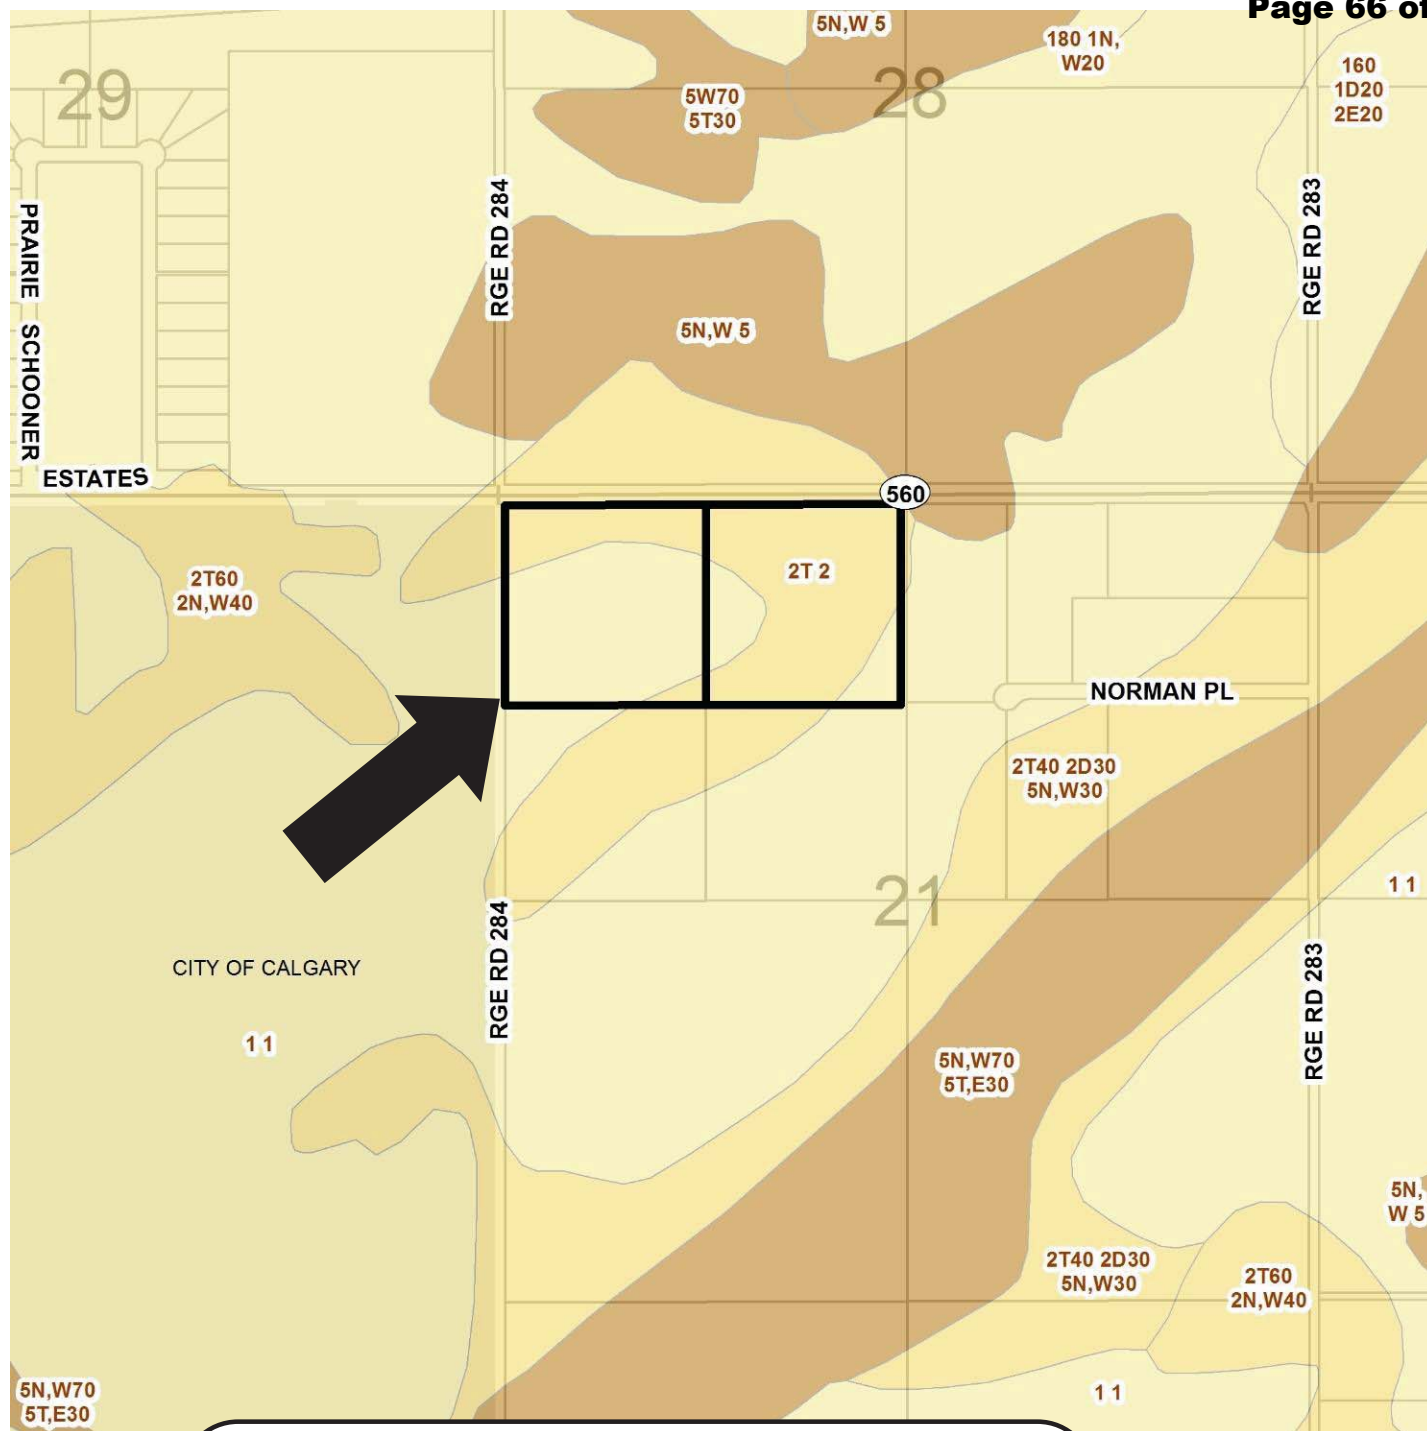 Page 66 of
5N,W 5
180 1N,
W20
29
28
160
1D20
2E20
5W70
5T30
RGE RD 284
RGE RD 283
PRAIRIE SCHOONER
ESTATES
5N,W 5
560
2T60
2N,W40
2T 2
NORMAN PL
2T40 2D30
5N,W30
21
1 1
RGE RD 284
RGE RD 283
CITY OF CALGARY
1 1
5N,W70
5T,E30
5N,
W 5
2T40 2D30
5N,W30
2T60
2N,W40
5N,W70
5T,E30
1 1